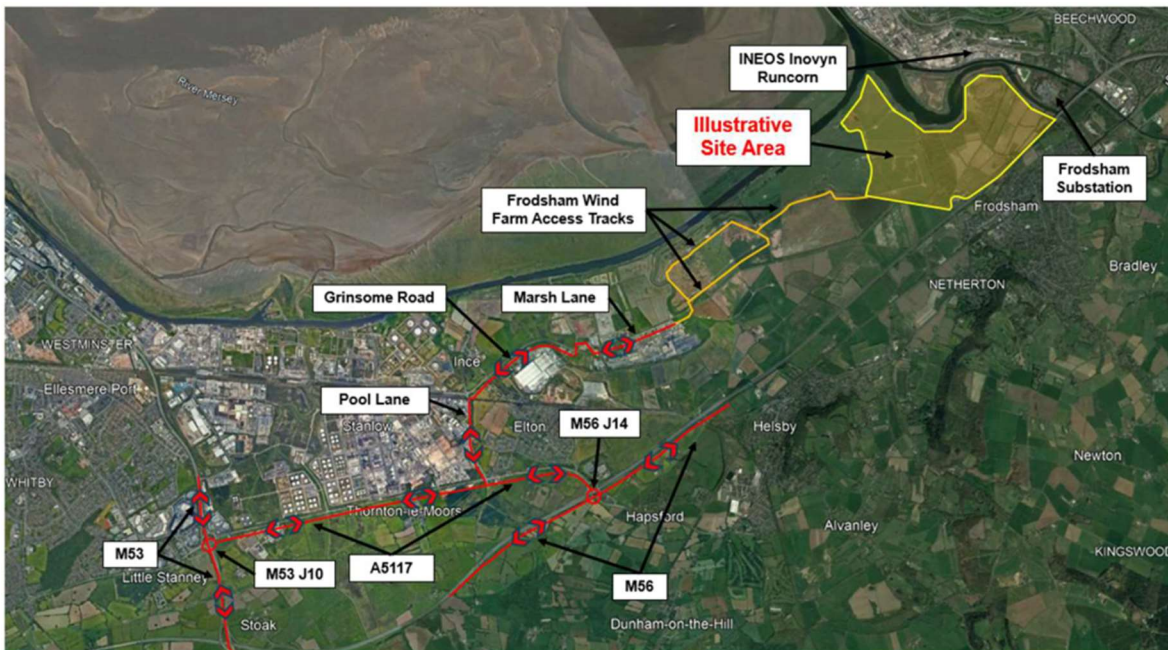 BEECHWOOD
INEOS Inovyn
Runcorn
River Mersey
Illustrative
Site Area
Frodsham
Substation
Frodsham Wind
Farm Access Tracks
Frodsham
Bradley
NETHERTON
Grinsome Road
Marsh Lane
WESTMINSTER
Ince
Ellesmere Port
Pool Lane
Stanlow
Elton
M56 J14
Helsby
Newton
WHITBY
Thornton-le-Moors
Hapsford
Alvanley
M53
Little Stanney
M53 J10
A5117
M56
KINGSWOOD
Stoak
Dunham-on-the-Hill